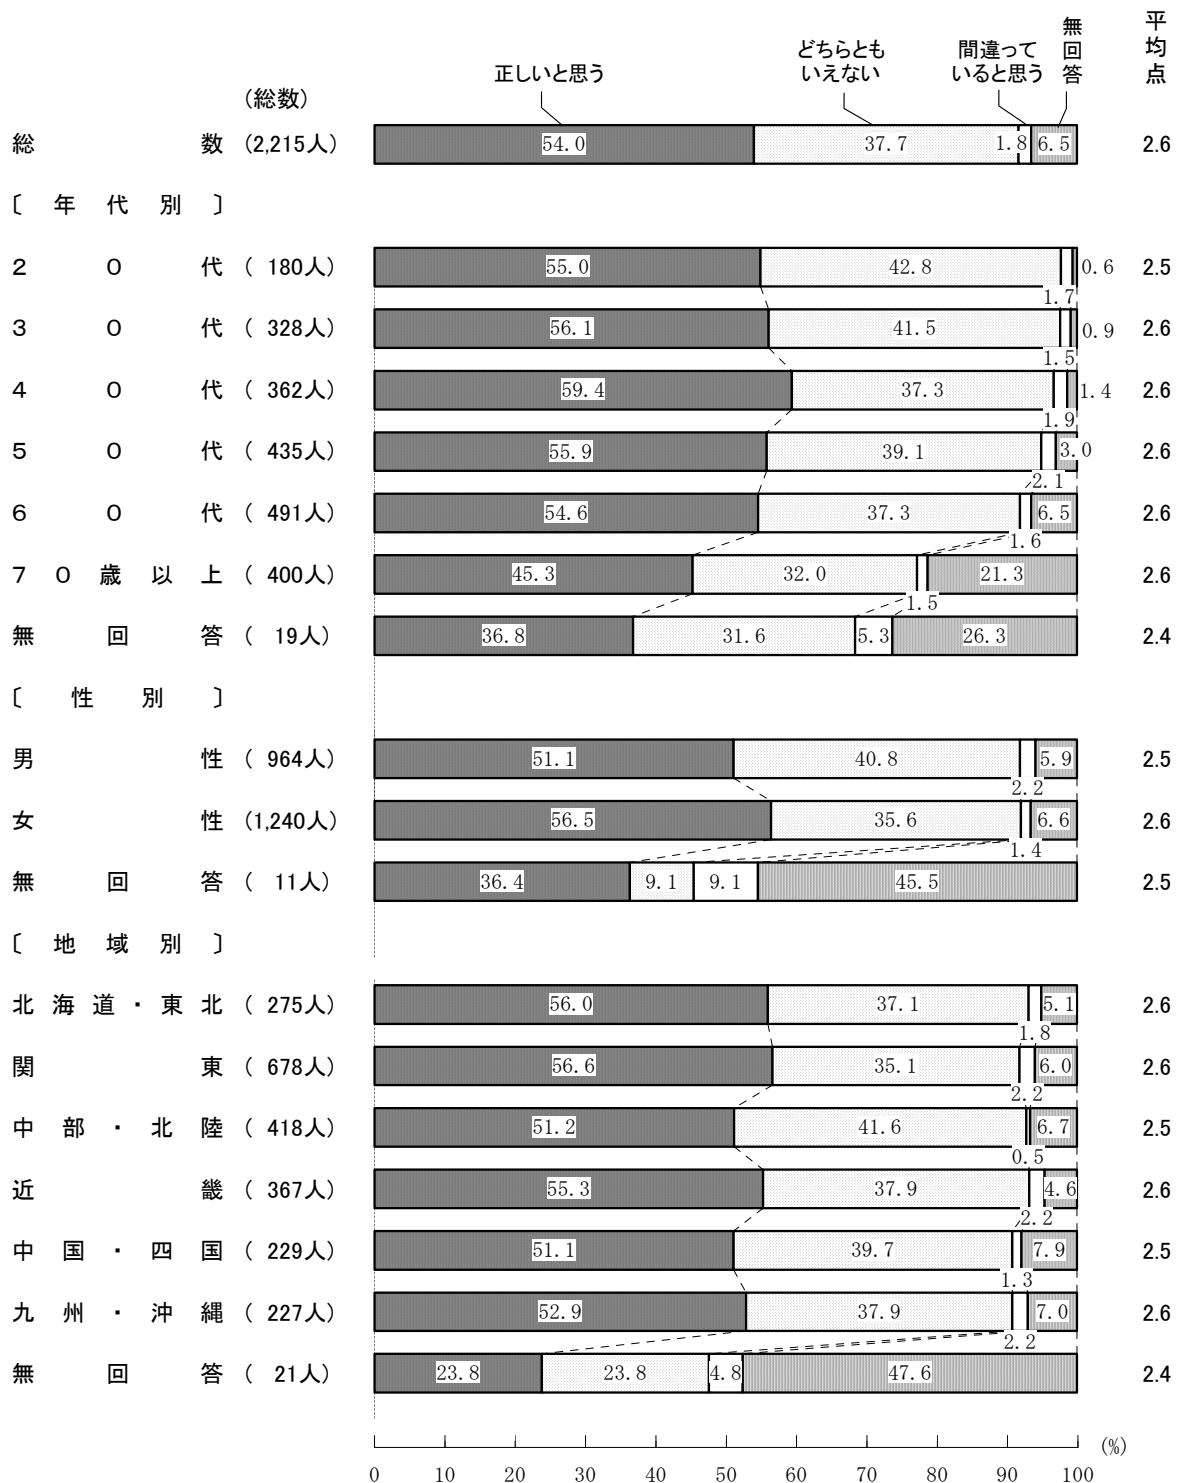 正しいと思う
どちらとも
いえない
間違って
いると思う
無回答
平均点
(総数)
総数 (2,215人) 54.0 37.7 1.8 6.5 2.6
〔年代別〕
20代 ( 180人) 55.0 42.8 1.7 0.6 2.5
30代 ( 328人) 56.1 41.5 1.5 0.9 2.6
40代 ( 362人) 59.4 37.3 1.9 1.4 2.6
50代 ( 435人) 55.9 39.1 2.1 3.0 2.6
60代 ( 491人) 54.6 37.3 1.6 6.5 2.6
70歳以上 ( 400人) 45.3 32.0 1.5 21.3 2.6
無回答 ( 19人) 36.8 31.6 5.3 26.3 2.4
〔性別〕
男性 ( 964人) 51.1 40.8 2.2 5.9 2.5
女性 (1,240人) 56.5 35.6 1.4 6.6 2.6
無回答 ( 11人) 36.4 9.1 9.1 45.5 2.5
〔地域別〕
北海道・東北 ( 275人) 56.0 37.1 1.8 5.1 2.6
関東 ( 678人) 56.6 35.1 2.2 6.0 2.6
中部・北陸 ( 418人) 51.2 41.6 0.5 6.7 2.5
近畿 ( 367人) 55.3 37.9 2.2 4.6 2.6
中国・四国 ( 229人) 51.1 39.7 1.3 7.9 2.5
九州・沖縄 ( 227人) 52.9 37.9 2.2 7.0 2.6
無回答 ( 21人) 23.8 23.8 4.8 47.6 2.4
(%)
0 10 20 30 40 50 60 70 80 90 100